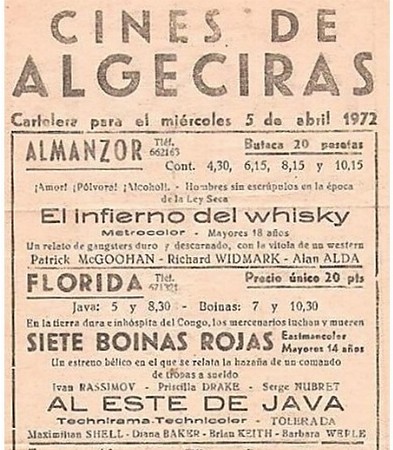 CINES DE
ALGECIRAS
Cartelera para el miércoles 5 de abril 1972
ALMANZOR Tléf. 662163 Butaca 20 pesetas
Cont. 4,30, 6,15, 8,15 y 10,15
¡Amor! ¡Pólvora! ¡Alcohol!. - Hombres sin escrúpulos en la época
de la Ley Seca
El infierno del whisky
Metrocolor - Mayores 18 años
Un relato de gangsters duro y descarnado, con la vitola de un western
Patrick McGOOHAN - Richard WIDMARK - Alan ALDA
FLORIDA Tléf. Precio único 20 pts
Java: 5 y 8,30 - Boinas: 7 y 10,30
En la tierra dura e inhóspita del Congo, los mercenarios luchan y mueren
SIETE BOINAS ROJAS Eastmancolor
Mayores 14 años
Un estreno bélico en el que se relata la hazaña de un comando
de tropas a sueldo
Ivan RASSIMOV - Priscilla DRAKE - Serge NUBRET
AL ESTE DE JAVA
Technirama-Technicolor - TOLERADA
Maximilian SHELL - Diana BAKER - Brian KEITH - Barbara WERLE